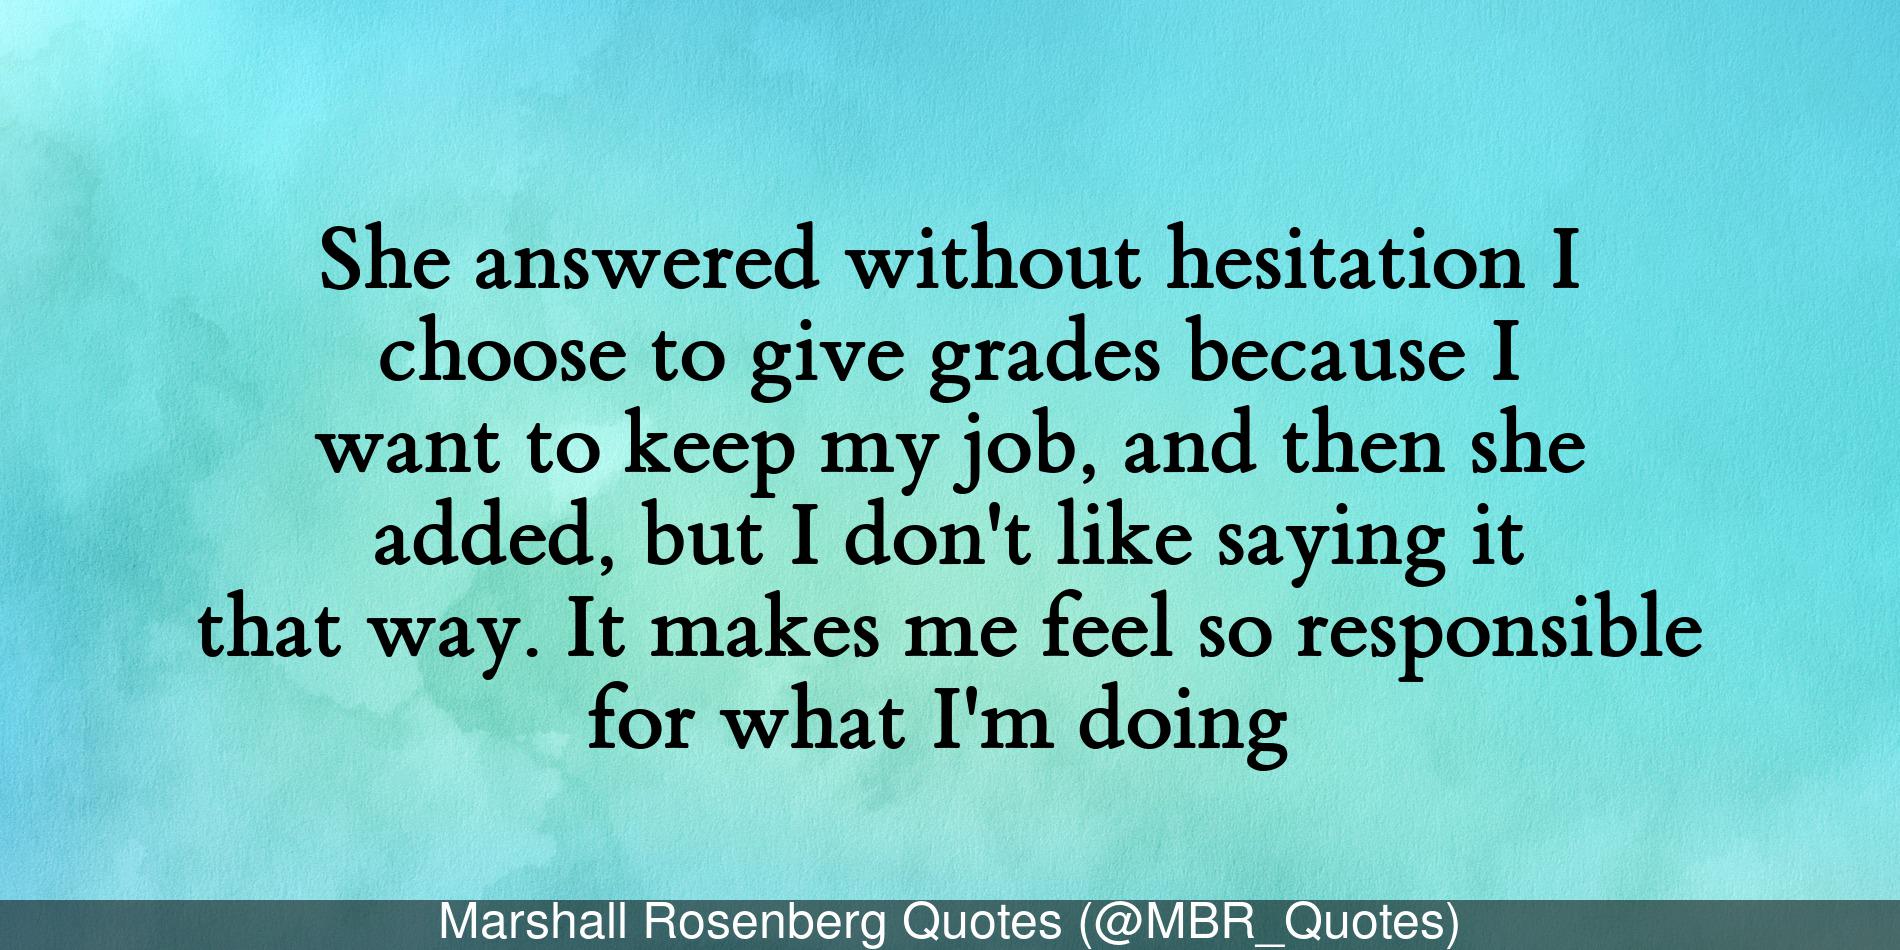 She answered without hesitation I
choose to give grades because I
want to keep my job, and then she
added, but I don't like saying it
that way. It makes me feel so responsible
for what I'm doing
Marshall Rosenberg Quotes (@MBR_Quotes)